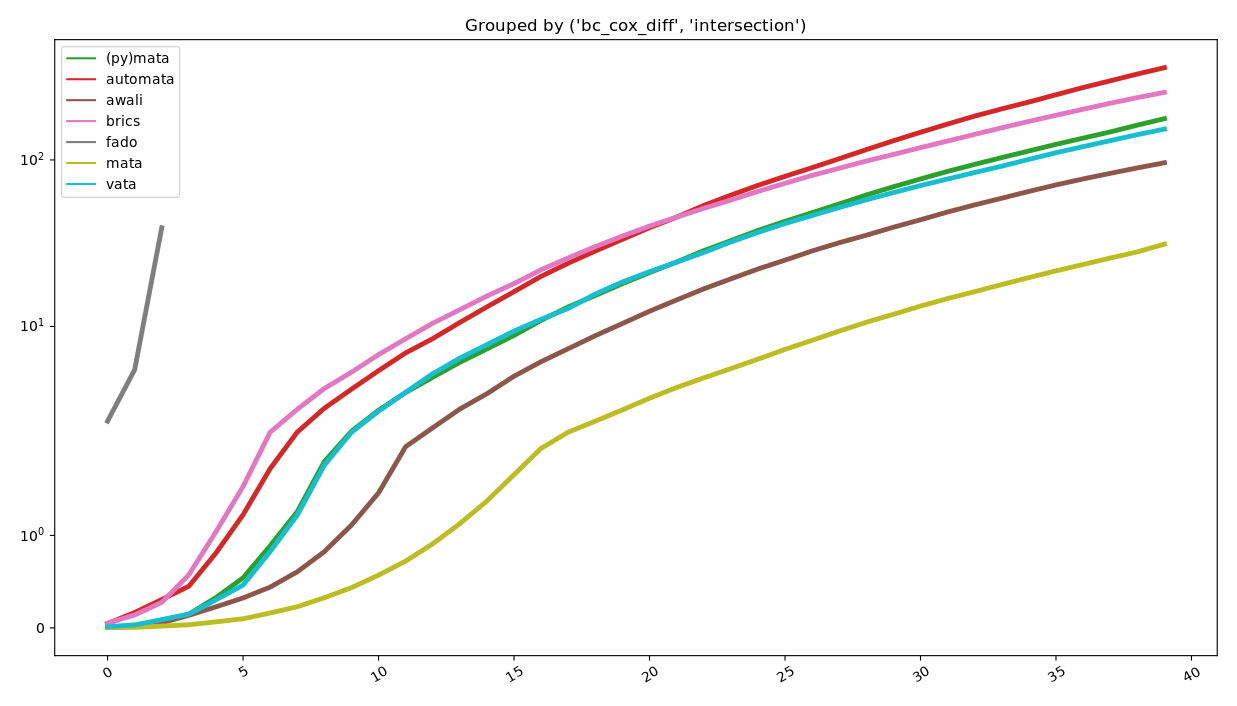 Grouped by ('bc_cox_diff', 'intersection')
(py)mata
automata
awali
brics
fado
mata
vata
10²
10¹
10⁰
0
0
5
10
15
20
25
30
35
40